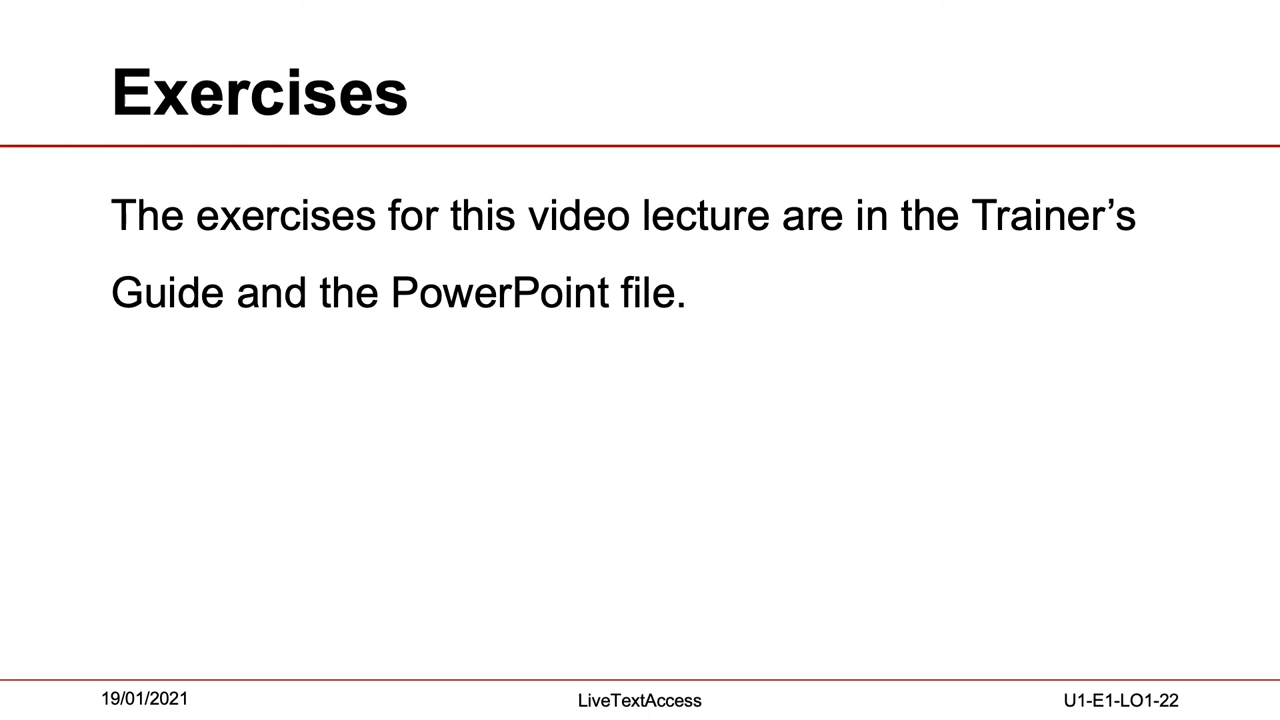 Exercises
The exercises for this video lecture are in the Trainer’s
Guide and the PowerPoint file.
19/01/2021
LiveTextAccess
U1-E1-LO1-22